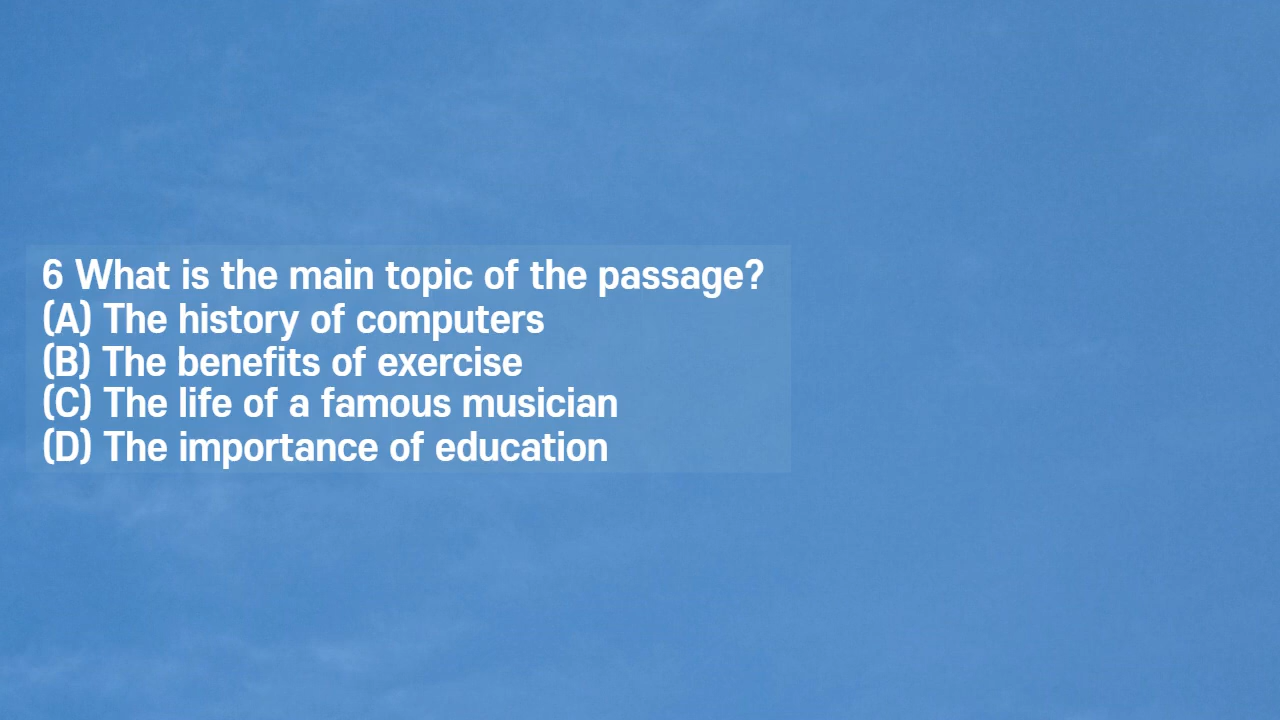 6 What is the main topic of the passage?
(A) The history of computers
(B) The benefits of exercise
(C) The life of a famous musician
(D) The importance of education